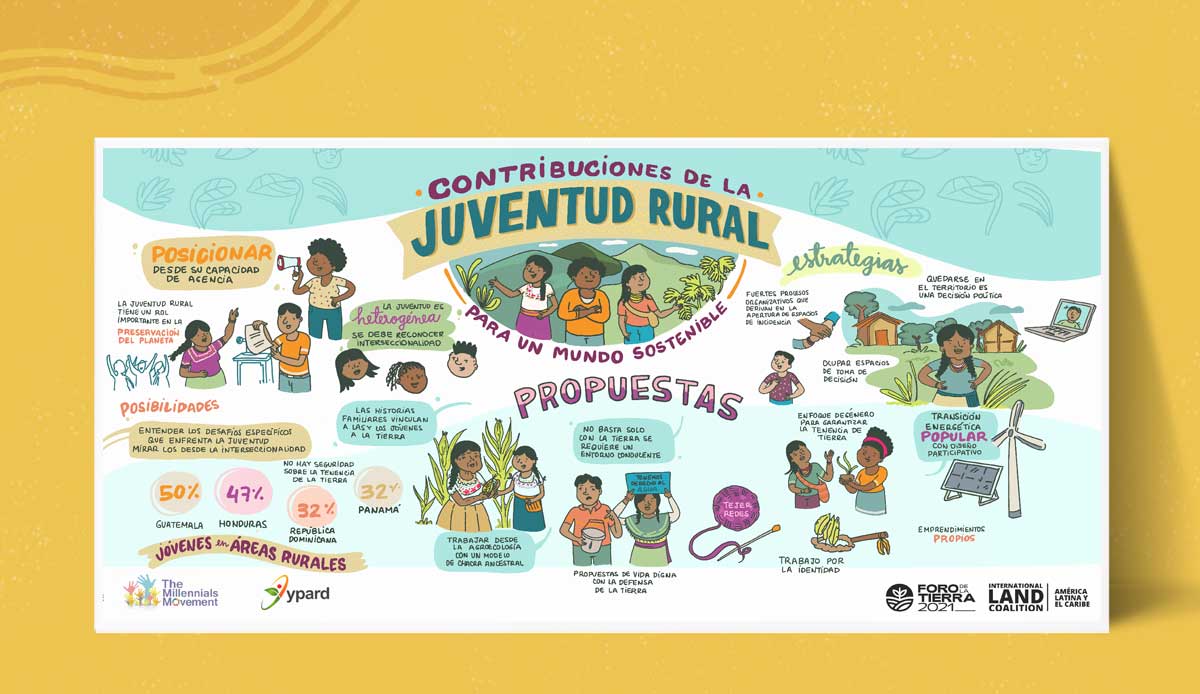 CONTRIBUCIONES DE LA
JUVENTUD RURAL
PARA UN MUNDO SOSTENIBLE
POSICIONAR
DESDE SU CAPACIDAD
DE AGENCIA
LA JUVENTUD RURAL
TIENE UN ROL
IMPORTANTE EN LA
PRESERVACIÓN
DEL PLANETA
LA JUVENTUD ES
heterogénea
SE DEBE RECONOCER
INTERSECCIONALIDAD
POSIBILIDADES
ENTENDER LOS DESAFÍOS ESPECÍFICOS
QUE ENFRENTA LA JUVENTUD
MIRAR LOS DESDE LA INTERSECCIONALIDAD
LAS HISTORIAS
FAMILIARES VINCULAN
A LAS Y LOS JÓVENES
A LA TIERRA
NO HAY SEGURIDAD
SOBRE LA TENENCIA
DE LA TIERRA
50%
GUATEMALA
47%
HONDURAS
32%
REPÚBLICA
DOMINICANA
32%
PANAMÁ
JÓVENES en ÁREAS RURALES
estrategias
FUERTES PROCESOS
ORGANIZATIVOS QUE
DERIVAN EN LA
APERTURA DE ESPACIOS
DE INCIDENCIA
QUEDARSE EN
EL TERRITORIO ES
UNA DECISIÓN POLÍTICA
OCUPAR ESPACIOS
DE TOMA DE
DECISIÓN
PROPUESTAS
TRABAJAR DESDE
LA AGROECOLOGÍA
CON UN MODELO
DE CHACRA ANCESTRAL
NO BASTA SOLO
CON LA TIERRA SE
REQUIERE UN
ENTORNO CONDUCENTE
TENEMOS
DERECHO AL
AGUA
PROPUESTAS DE VIDA DIGNA
CON LA DEFENSA
DE LA TIERRA
TEJER
REDES
ENFOQUE DEGÉNERO
PARA GARANTIZAR
LA TENENCIA DE
TIERRA
TRABAJO POR
LA IDENTIDAD
TRANSICIÓN
ENERGÉTICA
POPULAR
CON DISEÑO
PARTICIPATIVO
EMPRENDIMIENTOS
PROPIOS
The
Millennials
Movement
ypard
FORO DE LA
TIERRA
2021
INTERNATIONAL
LAND
COALITION
AMÉRICA
LATINA Y
EL CARIBE